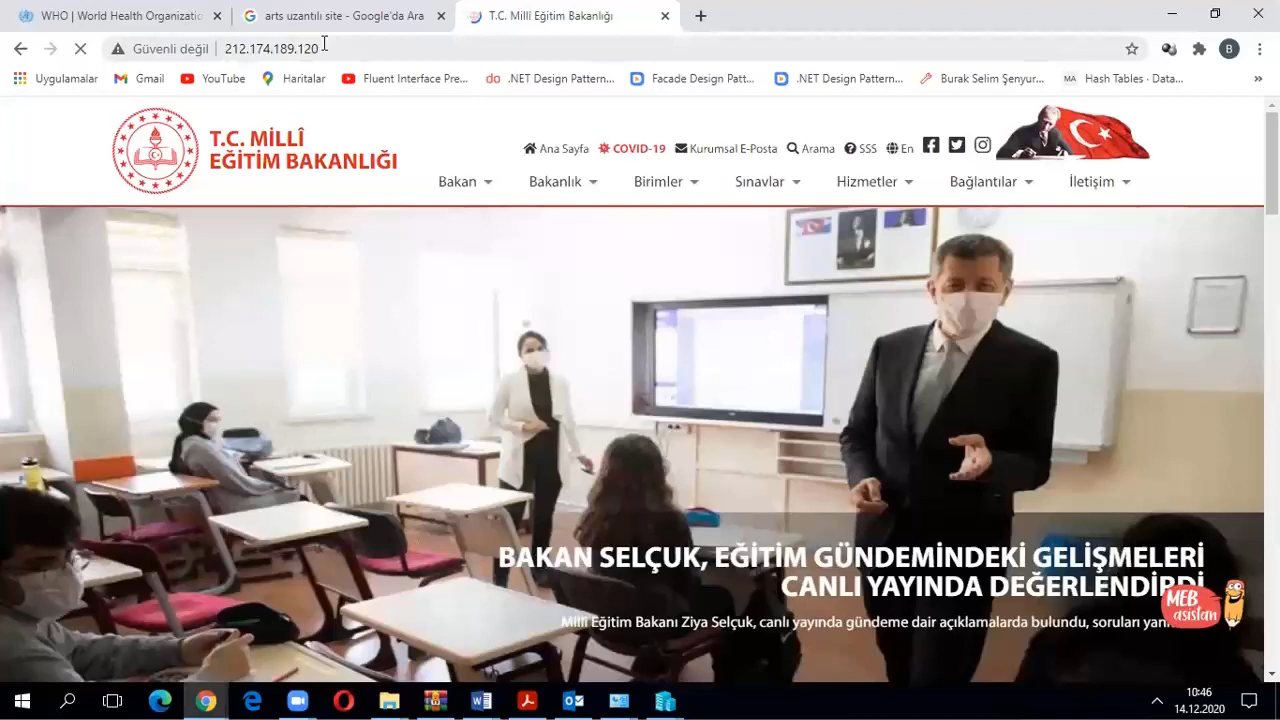 WHO | World Health Organizatio
arts uzantılı site - Google'da Ara
T.C. Millî Eğitim Bakanlığı
Güvenli değil
212.174.189.120
B
Uygulamalar
Gmail
YouTube
Haritalar
Fluent Interface Pre...
.NET Design Pattern...
Facade Design Patt...
.NET Design Pattern...
Burak Selim Şenyur...
MA
Hash Tables - Data...
T.C. MİLLÎ
EĞİTİM BAKANLIĞI
Ana Sayfa
COVID-19
Kurumsal E-Posta
Arama
SSS
En
Bakan
Bakanlık
Birimler
Sınavlar
Hizmetler
Bağlantılar
İletişim
BAKAN SELÇUK, EĞİTİM GÜNDEMİNDEKİ GELİŞMELERİ
CANLI YAYINDA DEĞERLENDİRDİ
Millî Eğitim Bakanı Ziya Selçuk, canlı yayında gündeme dair açıklamalarda bulundu, soruları
MEB
asistan
10:46
14.12.2020